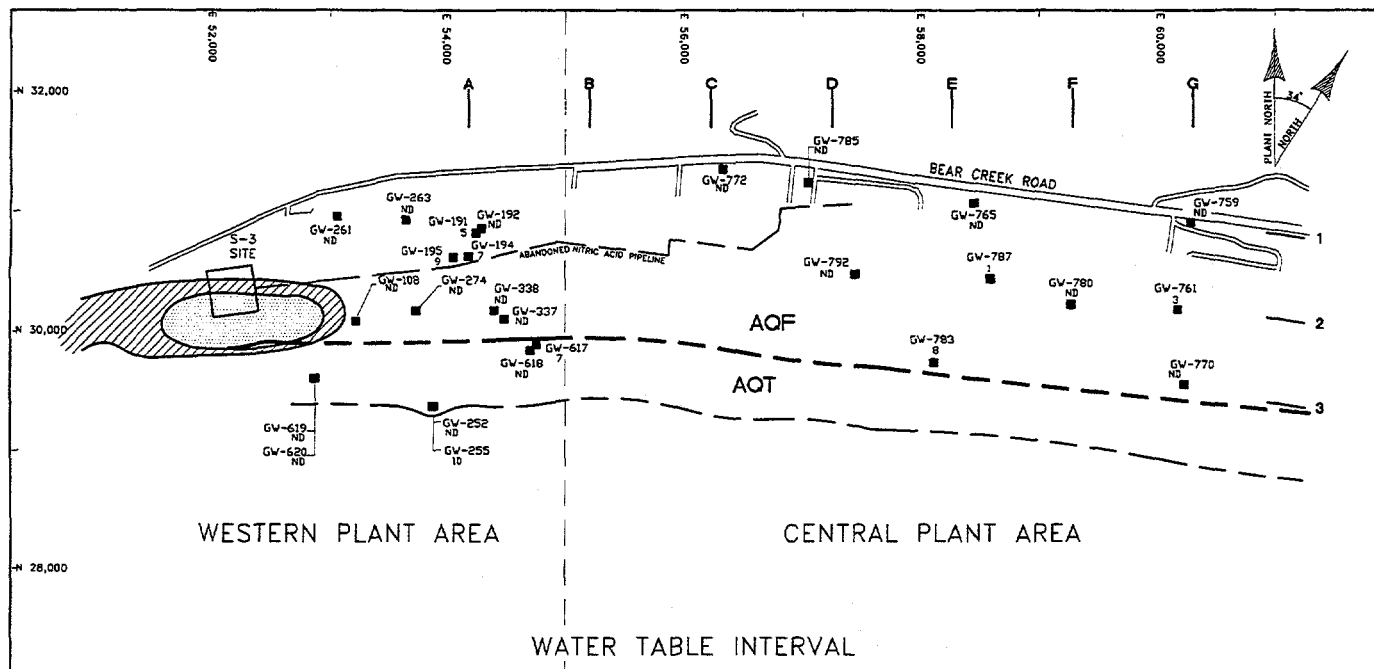 E 52,000
E 54,000
E 56,000
E 58,000
E 60,000
N 32,000
A
B
C
D
E
F
G
PLANT NORTH
34°
NORTH
GW-785
ND
BEAR CREEK ROAD
GW-772
ND
GW-263
ND
GW-192
ND
GW-191
5
GW-261
ND
GW-765
ND
GW-759
ND
1
S-3
SITE
GW-195
9
GW-194
7
ABANDONED NITRIC ACID PIPELINE
GW-108
ND
GW-274
ND
GW-338
ND
GW-337
ND
GW-792
ND
GW-787
1
GW-780
ND
GW-761
3
N 30,000
AQF
2
GW-617
7
GW-618
ND
GW-783
8
AQT
GW-770
ND
3
GW-619
ND
GW-620
ND
GW-252
ND
GW-255
10
WESTERN PLANT AREA
CENTRAL PLANT AREA
N 28,000
WATER TABLE INTERVAL